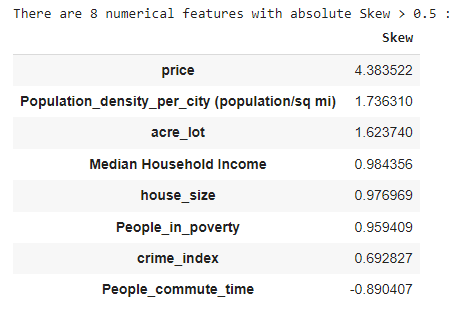 There are 8 numerical features with absolute Skew > 0.5 :
Skew
price 4.383522
Population_density_per_city (population/sq mi) 1.736310
acre_lot 1.623740
Median Household Income 0.984356
house_size 0.976969
People_in_poverty 0.959409
crime_index 0.692827
People_commute_time -0.890407